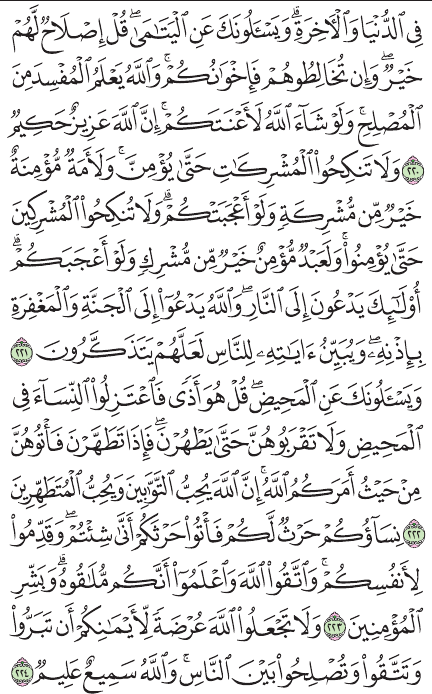 فِي ٱلدُّنۡيَا وَٱلۡأٓخِرَةِۗ وَيَسۡـَٔلُونَكَ عَنِ ٱلۡيَتَٰمَىٰۖ قُلۡ إِصۡلَاحٞ لَّهُمۡ
خَيۡرٞۖ وَإِن تُخَالِطُوهُمۡ فَإِخۡوَٰنُكُمۡۚ وَٱللَّهُ يَعۡلَمُ ٱلۡمُفۡسِدَ مِنَ
ٱلۡمُصۡلِحِۚ وَلَوۡ شَآءَ ٱللَّهُ لَأَعۡنَتَكُمۡۚ إِنَّ ٱللَّهَ عَزِيزٌ حَكِيمٞ
٢٢٠ وَلَا تَنكِحُواْ ٱلۡمُشۡرِكَٰتِ حَتَّىٰ يُؤۡمِنَّۚ وَلَأَمَةٞ مُّؤۡمِنَةٌ
خَيۡرٞ مِّن مُّشۡرِكَةٖ وَلَوۡ أَعۡجَبَتۡكُمۡۗ وَلَا تُنكِحُواْ ٱلۡمُشۡرِكِينَ
حَتَّىٰ يُؤۡمِنُواْۚ وَلَعَبۡدٞ مُّؤۡمِنٌ خَيۡرٞ مِّن مُّشۡرِكٖ وَلَوۡ أَعۡجَبَكُمۡۗ
أُوْلَٰٓئِكَ يَدۡعُونَ إِلَى ٱلنَّارِۖ وَٱللَّهُ يَدۡعُوٓاْ إِلَى ٱلۡجَنَّةِ وَٱلۡمَغۡفِرَةِ
بِإِذۡنِهِۦۖ وَيُبَيِّنُ ءَايَٰتِهِۦ لِلنَّاسِ لَعَلَّهُمۡ يَتَذَكَّرُونَ ٢٢١
وَيَسۡـَٔلُونَكَ عَنِ ٱلۡمَحِيضِۖ قُلۡ هُوَ أَذٗى فَٱعۡتَزِلُواْ ٱلنِّسَآءَ فِي
ٱلۡمَحِيضِ وَلَا تَقۡرَبُوهُنَّ حَتَّىٰ يَطۡهُرۡنَۖ فَإِذَا تَطَهَّرۡنَ فَأۡتُوهُنَّ
مِنۡ حَيۡثُ أَمَرَكُمُ ٱللَّهُۚ إِنَّ ٱللَّهَ يُحِبُّ ٱلتَّوَّٰبِينَ وَيُحِبُّ ٱلۡمُتَطَهِّرِينَ
٢٢٢ نِسَآؤُكُمۡ حَرۡثٞ لَّكُمۡ فَأۡتُواْ حَرۡثَكُمۡ أَنَّىٰ شِئۡتُمۡۖ وَقَدِّمُواْ
لِأَنفُسِكُمۡۚ وَٱتَّقُواْ ٱللَّهَ وَٱعۡلَمُوٓاْ أَنَّكُم مُّلَٰقُوهُۗ وَبَشِّرِ
ٱلۡمُؤۡمِنِينَ ٢٢٣ وَلَا تَجۡعَلُواْ ٱللَّهَ عُرۡضَةٗ لِّأَيۡمَٰنِكُمۡ أَن تَبَرُّواْ
وَتَتَّقُواْ وَتُصۡلِحُواْ بَيۡنَ ٱلنَّاسِۚ وَٱللَّهُ سَمِيعٌ عَلِيمٞ ٢٢٤